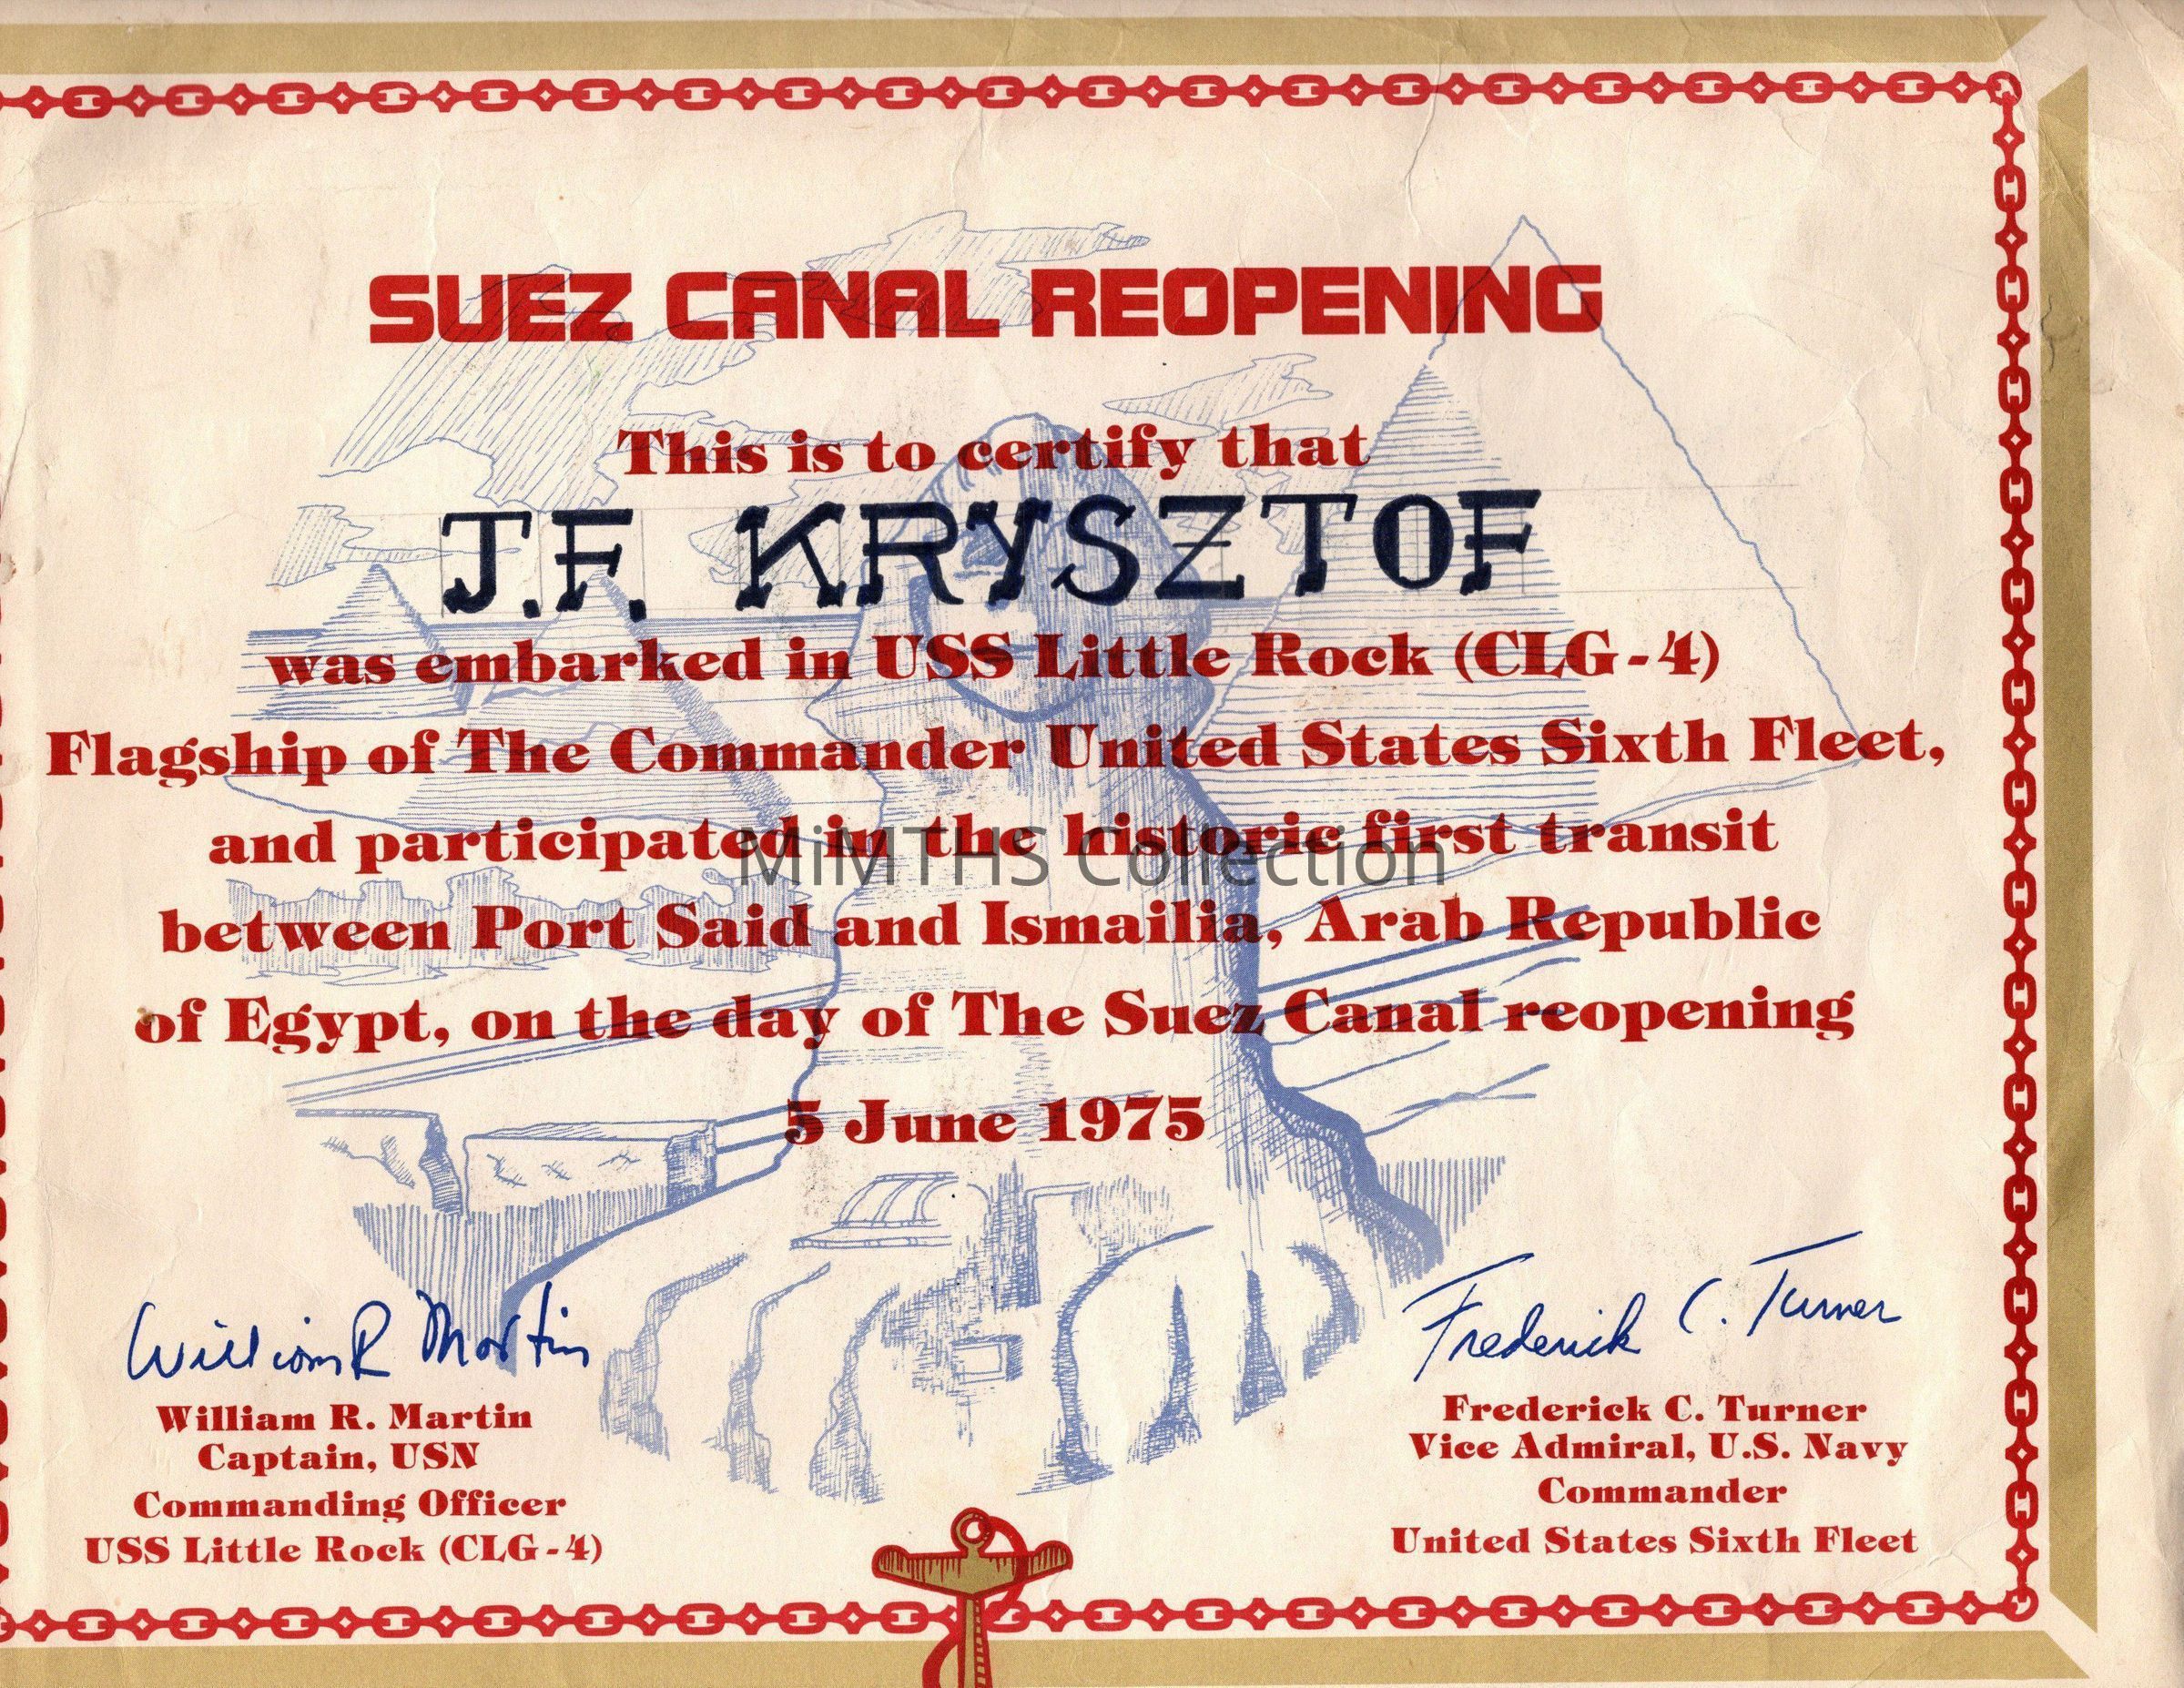 SUEZ CANAL REOPENING
This is to certify that
J.F. KRYSZTOF
was embarked in USS Little Rock (CLG-4)
Flagship of The Commander United States Sixth Fleet,
and participated in the historic first transit
MiMTHS Collection
between Port Said and Ismailia, Arab Republic
of Egypt, on the day of The Suez Canal reopening
5 June 1975
William R Martin
William R. Martin
Captain, USN
Commanding Officer
USS Little Rock (CLG-4)
Frederick C. Turner
Frederick C. Turner
Vice Admiral, U.S. Navy
Commander
United States Sixth Fleet